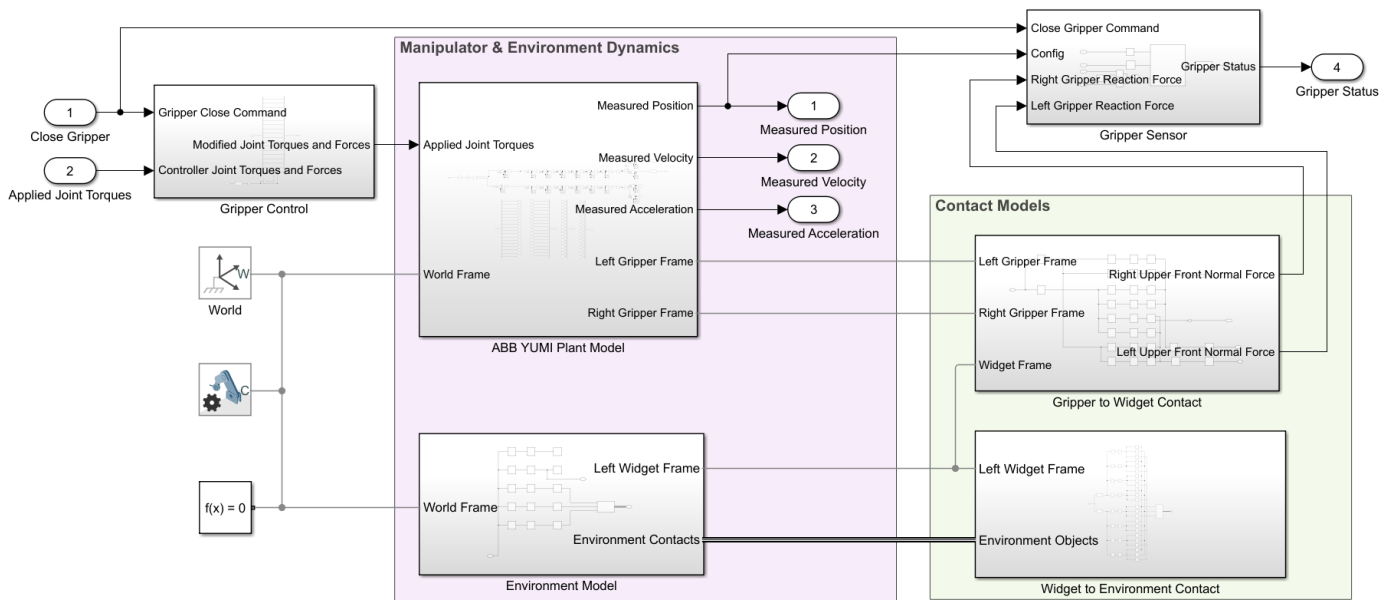 Close Gripper Command
Config
Right Gripper Reaction Force
Left Gripper Reaction Force
Gripper Status
Gripper Sensor
4
Gripper Status
Manipulator & Environment Dynamics
1
Close Gripper
2
Applied Joint Torques
Gripper Close Command
Modified Joint Torques and Forces
Controller Joint Torques and Forces
Gripper Control
Applied Joint Torques
World Frame
Measured Position
Measured Velocity
Measured Acceleration
Left Gripper Frame
Right Gripper Frame
ABB YUMI Plant Model
1
Measured Position
2
Measured Velocity
3
Measured Acceleration
W
World
C
f(x) = 0
World Frame
Left Widget Frame
Environment Contacts
Environment Model
Contact Models
Left Gripper Frame
Right Upper Front Normal Force
Right Gripper Frame
Left Upper Front Normal Force
Widget Frame
Gripper to Widget Contact
Left Widget Frame
Environment Objects
Widget to Environment Contact